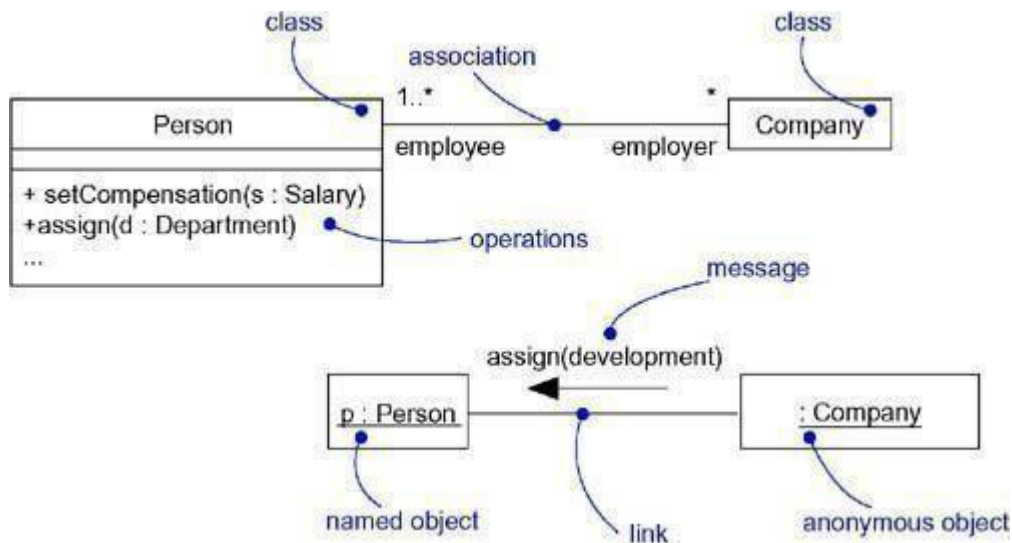 class
class
association
1..*
*
Person
Company
employee
employer
+ setCompensation(s : Salary)
+assign(d : Department)
...
operations
message
assign(development)
p : Person
: Company
named object
link
anonymous object